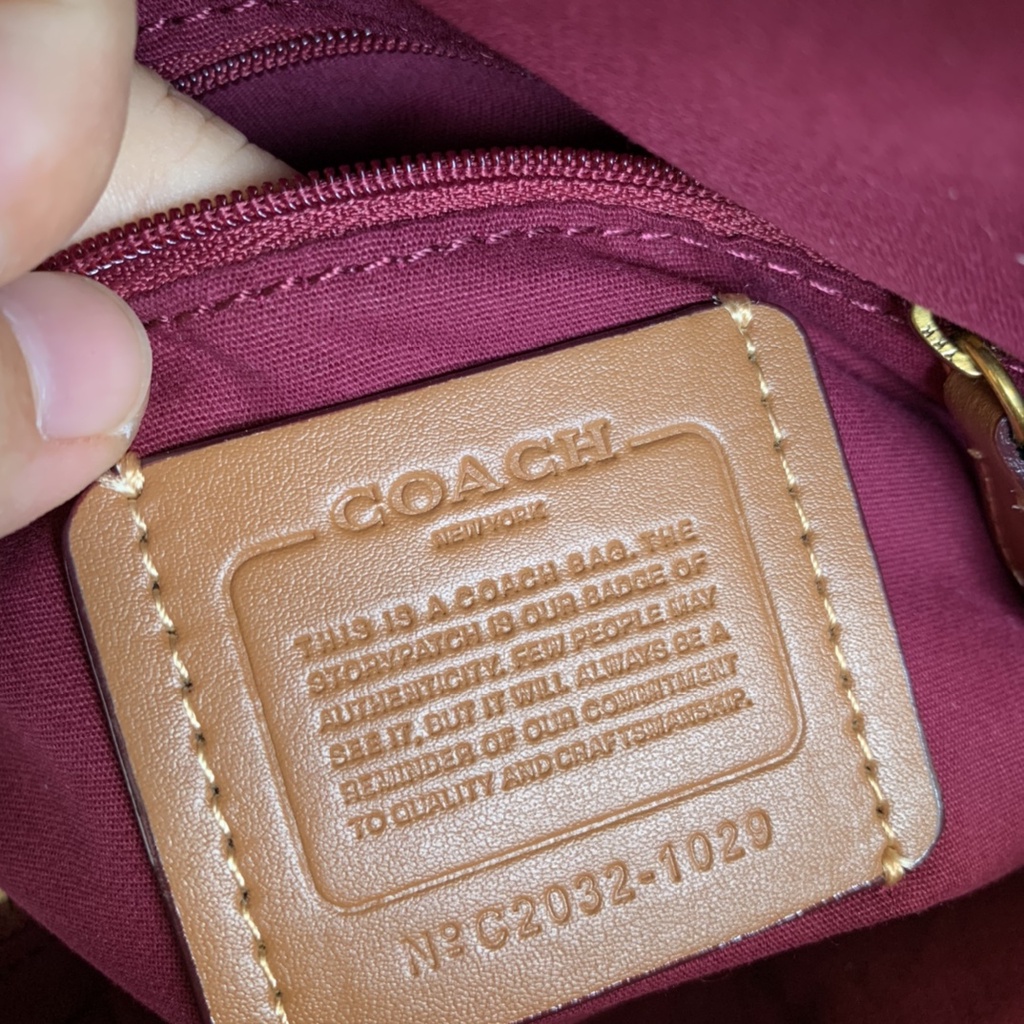 COACH
NEW YORK
THIS IS A COACH BAG. THE
STORYPATCH IS OUR BADGE OF
AUTHENTICITY. FEW PEOPLE MAY
SEE IT, BUT IT WILL ALWAYS BE A
REMINDER OF OUR COMMITMENT
TO QUALITY AND CRAFTSMANSHIP.
Nº C2032-1029